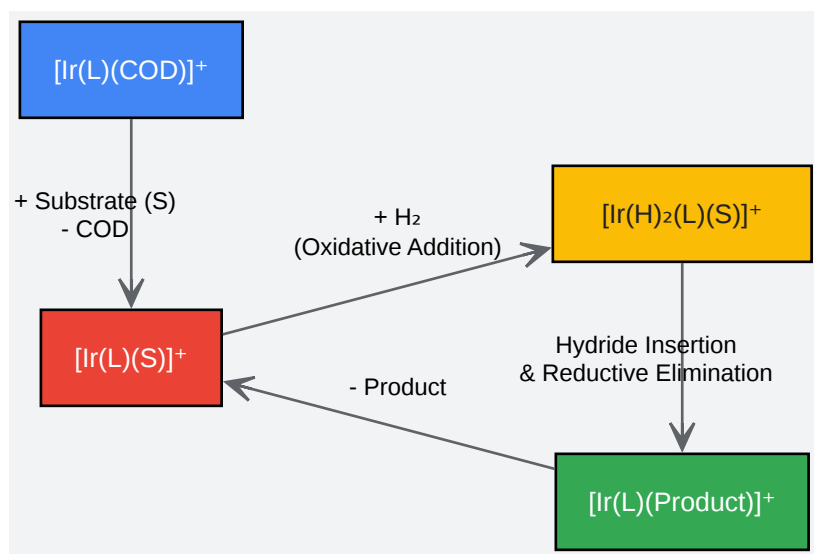 [Ir(L)(COD)]⁺
+ Substrate (S)
- COD
+ H₂
(Oxidative Addition)
[Ir(H)₂(L)(S)]⁺
[Ir(L)(S)]⁺
Hydride Insertion
& Reductive Elimination
- Product
[Ir(L)(Product)]⁺